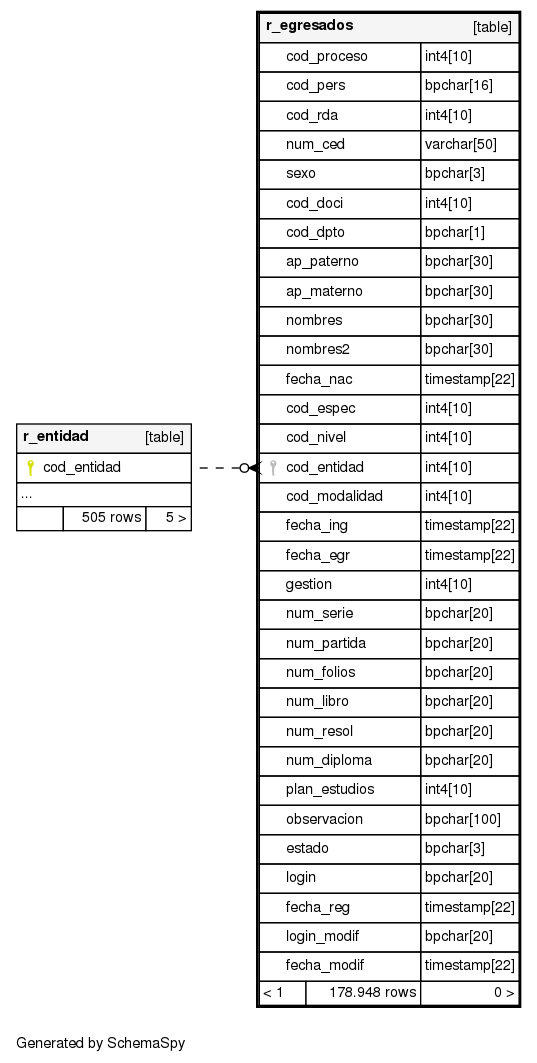 r_egresados [table]
cod_proceso int4[10]
cod_pers bpchar[16]
cod_rda int4[10]
num_ced varchar[50]
sexo bpchar[3]
cod_doci int4[10]
cod_dpto bpchar[1]
ap_paterno bpchar[30]
ap_materno bpchar[30]
nombres bpchar[30]
nombres2 bpchar[30]
fecha_nac timestamp[22]
cod_espec int4[10]
cod_nivel int4[10]
cod_entidad int4[10]
cod_modalidad int4[10]
fecha_ing timestamp[22]
fecha_egr timestamp[22]
gestion int4[10]
num_serie bpchar[20]
num_partida bpchar[20]
num_folios bpchar[20]
num_libro bpchar[20]
num_resol bpchar[20]
num_diploma bpchar[20]
plan_estudios int4[10]
observacion bpchar[100]
estado bpchar[3]
login bpchar[20]
fecha_reg timestamp[22]
login_modif bpchar[20]
fecha_modif timestamp[22]
< 1 178.948 rows 0 >
r_entidad [table]
cod_entidad
...
505 rows 5 >
Generated by SchemaSpy